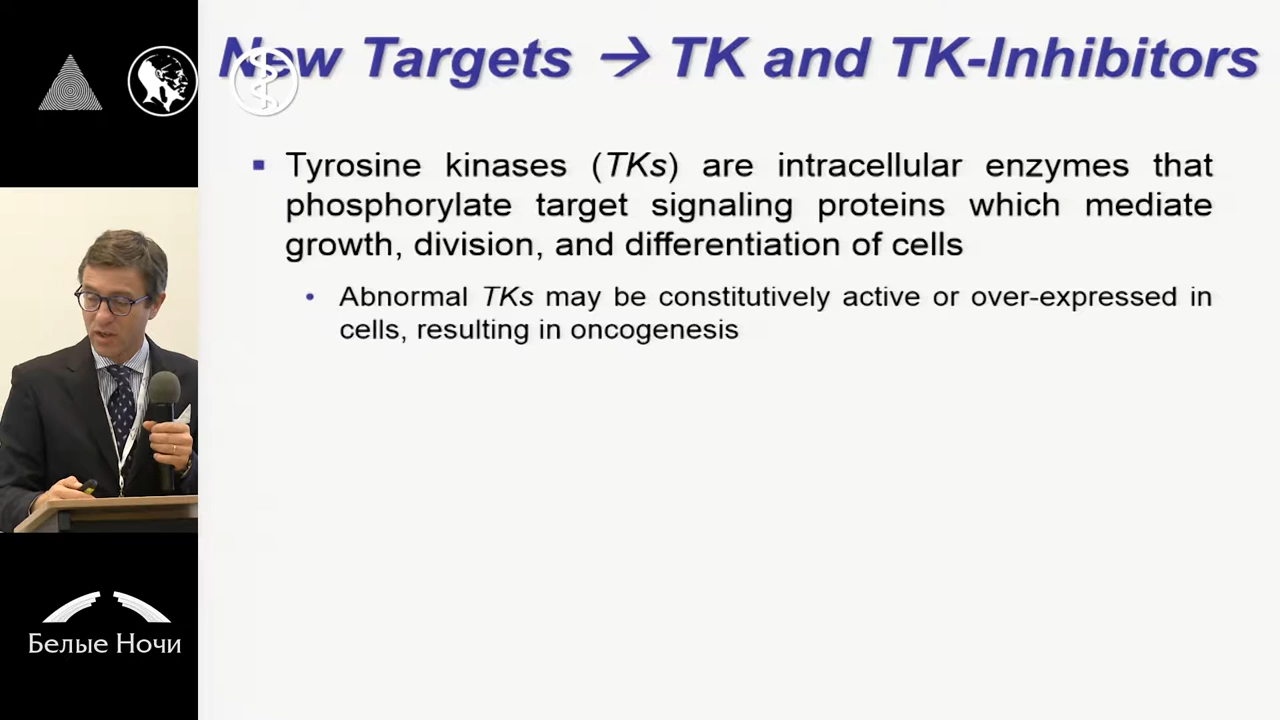 New Targets → TK and TK-Inhibitors
▪ Tyrosine kinases (TKs) are intracellular enzymes that
phosphorylate target signaling proteins which mediate
growth, division, and differentiation of cells
• Abnormal TKs may be constitutively active or over-expressed in
cells, resulting in oncogenesis
Белые Ночи